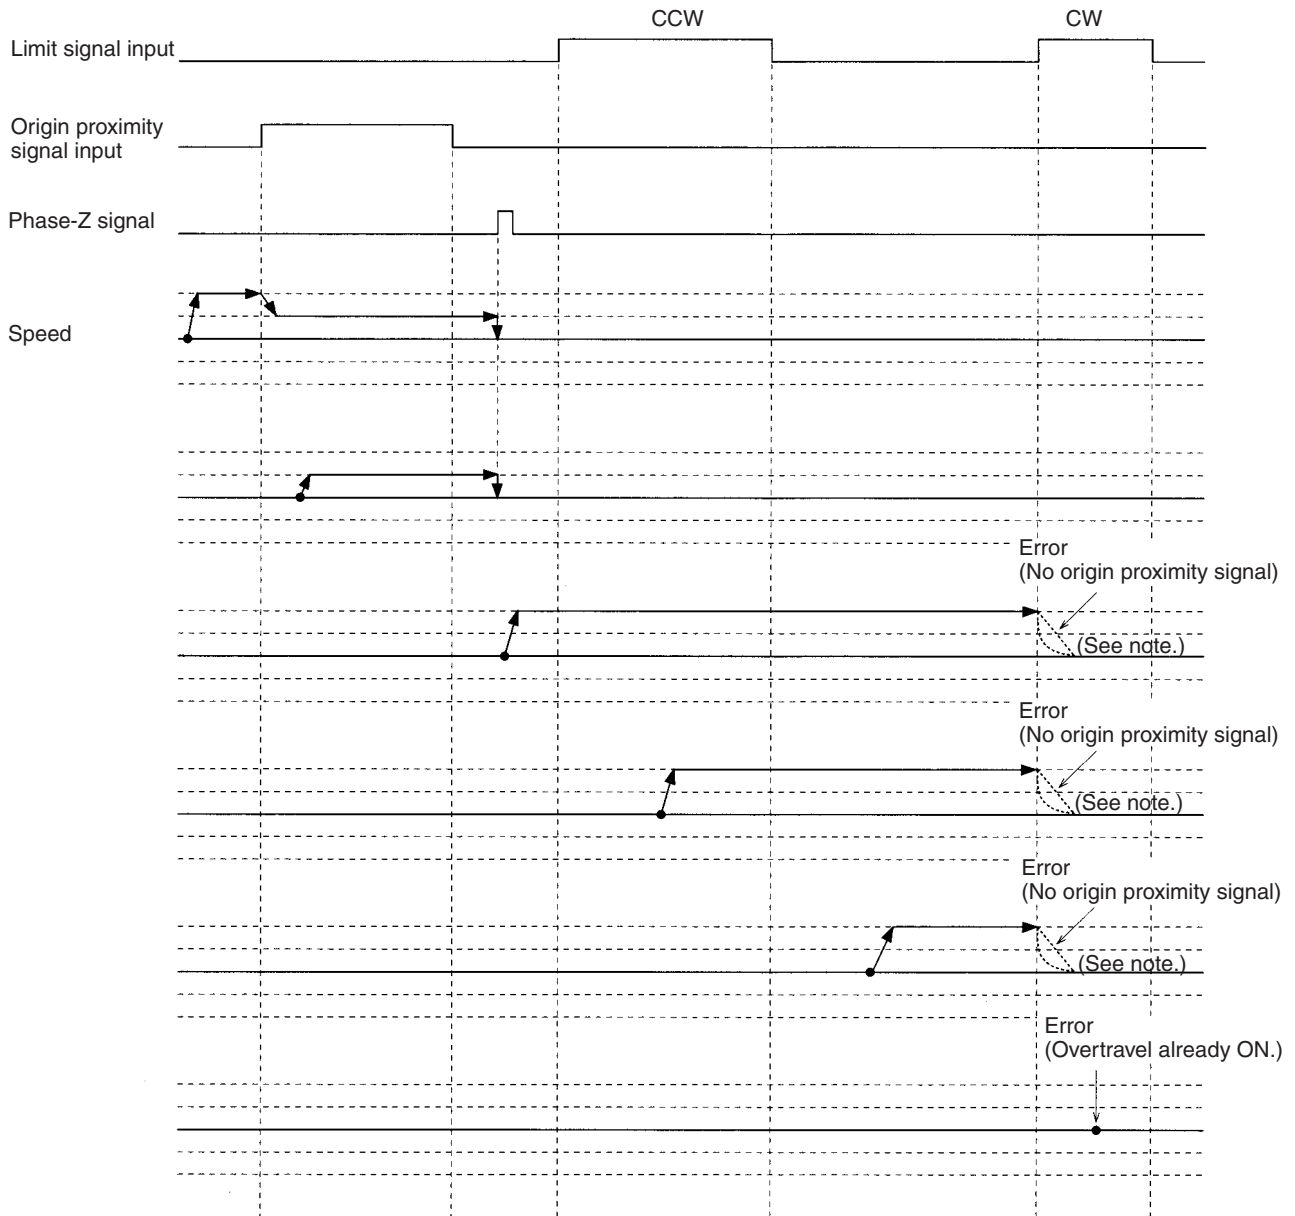 CCW
CW
Limit signal input
Origin proximity
signal input
Phase-Z signal
Speed
Error
(No origin proximity signal)
(See note.)
Error
(No origin proximity signal)
(See note.)
Error
(No origin proximity signal)
(See note.)
Error
(Overtravel already ON.)